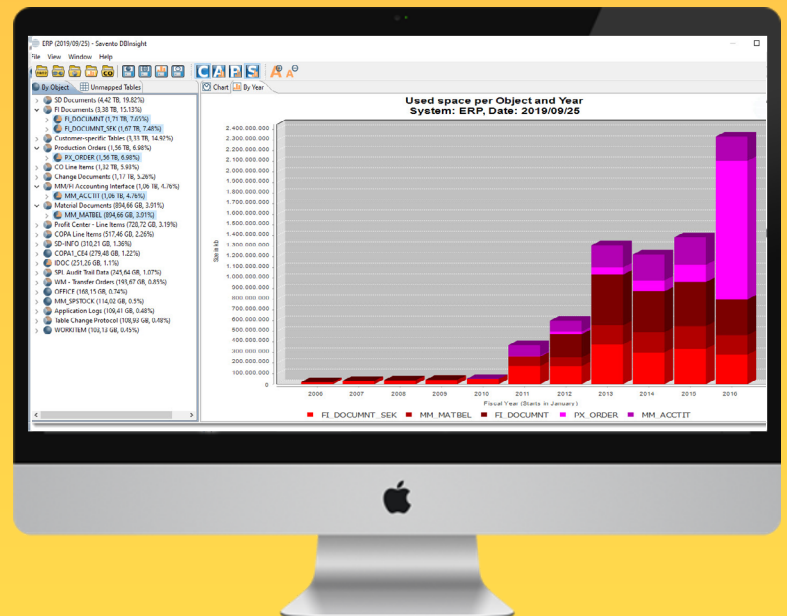 ERP (2019/09/25) - Savento DBInsight
File View Window Help
C A P S
By Object Unmapped Tables
Chart By Year
SD Documents (4,42 TB, 19.82%)
FI Documents (3,38 TB, 15.13%)
FI_DOCUMNT (1,71 TB, 7.65%)
FI_DOCUMNT_SEK (1,67 TB, 7.48%)
Customer-specific Tables (3,33 TB, 14.92%)
Production Orders (1,56 TB, 6.98%)
PX_ORDER (1,56 TB, 6.98%)
CO Line Items (1,32 TB, 5.93%)
Change Documents (1,17 TB, 5.26%)
MM/FI Accounting Interface (1,06 TB, 4.76%)
MM_ACCTIT (1,06 TB, 4.76%)
Material Documents (894,66 GB, 3.91%)
MM_MATBEL (894,66 GB, 3.91%)
Profit Center - Line Items (728,72 GB, 3.19%)
COPA Line Items (517,46 GB, 2.26%)
SD-INFO (310,21 GB, 1.36%)
COPA1_CE4 (279,48 GB, 1.22%)
IDOC (251,26 GB, 1.1%)
SPL Audit Trail Data (245,64 GB, 1.07%)
WM - Transfer Orders (193,67 GB, 0.85%)
OFFICE (168,15 GB, 0.74%)
MM_SPSTOCK (114,02 GB, 0.5%)
Application Logs (109,41 GB, 0.48%)
Table Change Protocol (108,93 GB, 0.48%)
WORKITEM (103,13 GB, 0.45%)
Used space per Object and Year
System: ERP, Date: 2019/09/25
2.400.000.000
2.300.000.000
2.200.000.000
2.100.000.000
2.000.000.000
1.900.000.000
1.800.000.000
1.700.000.000
1.600.000.000
1.500.000.000
1.400.000.000
1.300.000.000
1.200.000.000
1.100.000.000
1.000.000.000
900.000.000
800.000.000
700.000.000
600.000.000
500.000.000
400.000.000
300.000.000
200.000.000
100.000.000
0
Size in kb
2006 2007 2008 2009 2010 2011 2012 2013 2014 2015 2016
Fiscal Year (Starts in January)
FI_DOCUMNT_SEK MM_MATBEL FI_DOCUMNT PX_ORDER MM_ACCTIT